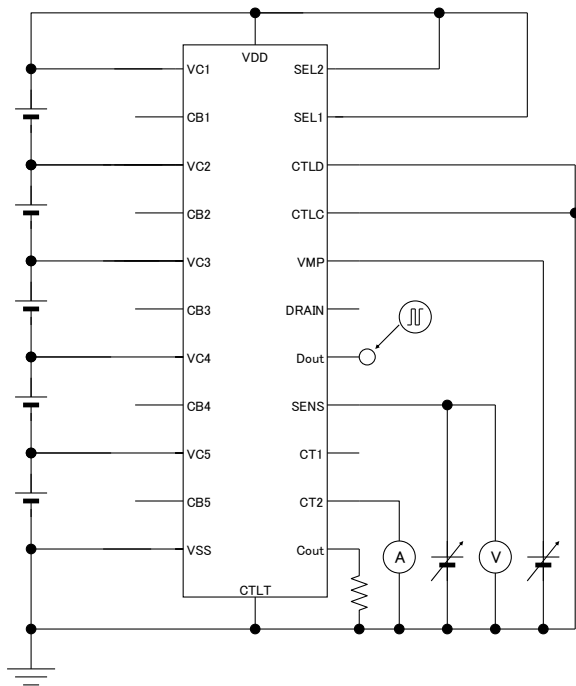 VDD
VC1
SEL2
CB1
SEL1
VC2
CTLD
CB2
CTLC
VC3
VMP
CB3
DRAIN
VC4
Dout
CB4
SENS
VC5
CT1
CB5
CT2
VSS
Cout
A
V
CTLT